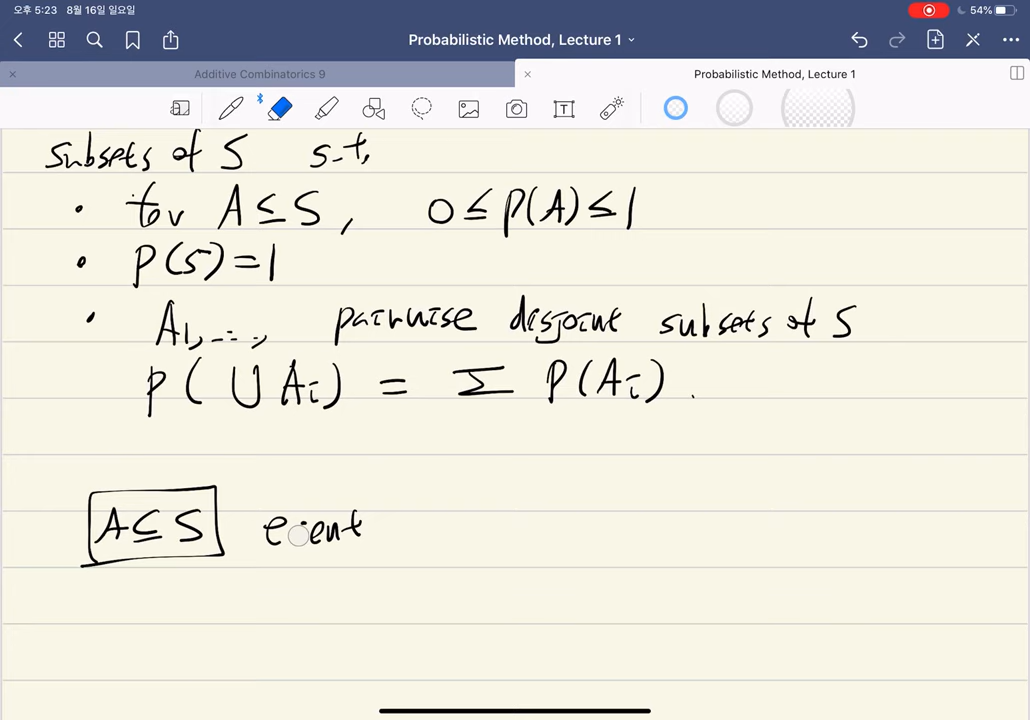 오후 5:23 8월 16일 일요일 54%
Probabilistic Method, Lecture 1
Additive Combinatorics 9 Probabilistic Method, Lecture 1
subsets of S s.t,
• for A ⊆ S, 0 ≤ P(A) ≤ 1
• P(S) = 1
• A1, ..., pairwise disjoint subsets of S
P(∪ Ai) = Σ P(Ai).
A ⊆ S